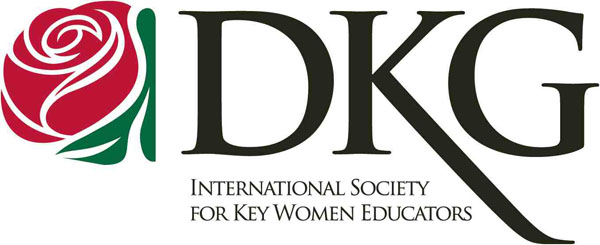 DKG
INTERNATIONAL SOCIETY
FOR KEY WOMEN EDUCATORS